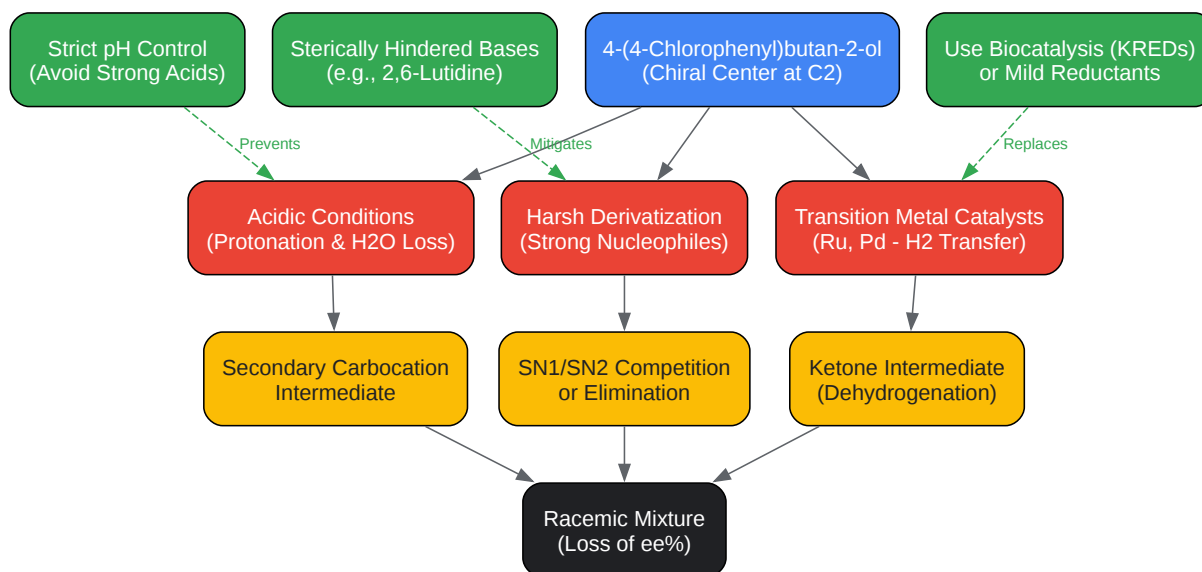 Strict pH Control
(Avoid Strong Acids)
Sterically Hindered Bases
(e.g., 2,6-Lutidine)
4-(4-Chlorophenyl)butan-2-ol
(Chiral Center at C2)
Use Biocatalysis (KREDs)
or Mild Reductants
Prevents
Mitigates
Replaces
Acidic Conditions
(Protonation & H2O Loss)
Harsh Derivatization
(Strong Nucleophiles)
Transition Metal Catalysts
(Ru, Pd - H2 Transfer)
Secondary Carbocation
Intermediate
SN1/SN2 Competition
or Elimination
Ketone Intermediate
(Dehydrogenation)
Racemic Mixture
(Loss of ee%)